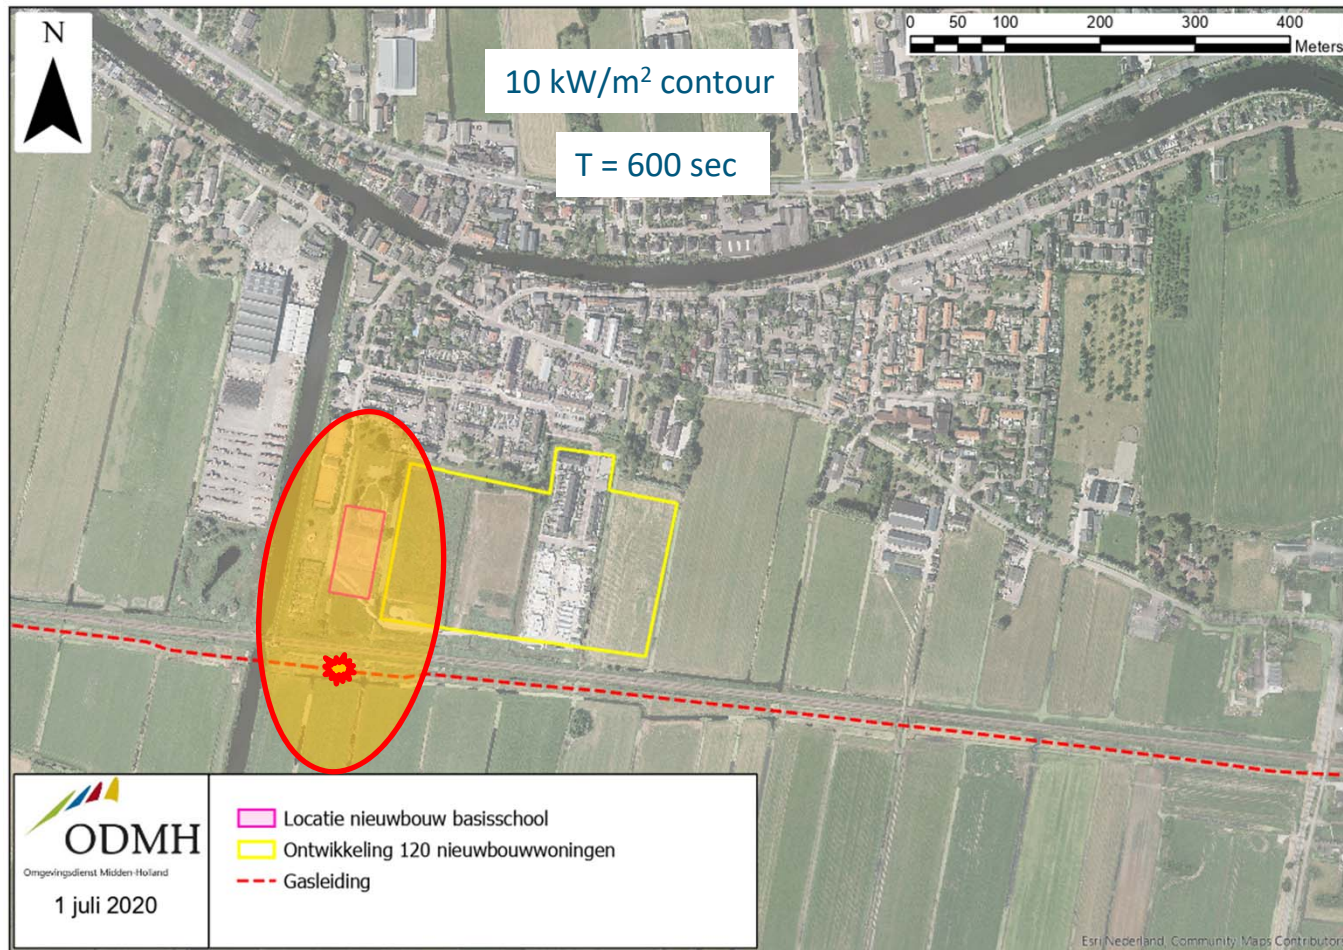 N
10 kW/m² contour
T = 600 sec
0 50 100 200 300 400
Meters
ODMH
Omgevingsdienst Midden-Holland
1 juli 2020
Locatie nieuwbouw basisschool
Ontwikkeling 120 nieuwbouwwoningen
Gasleiding
Esri Nederland, Community Maps Contributor